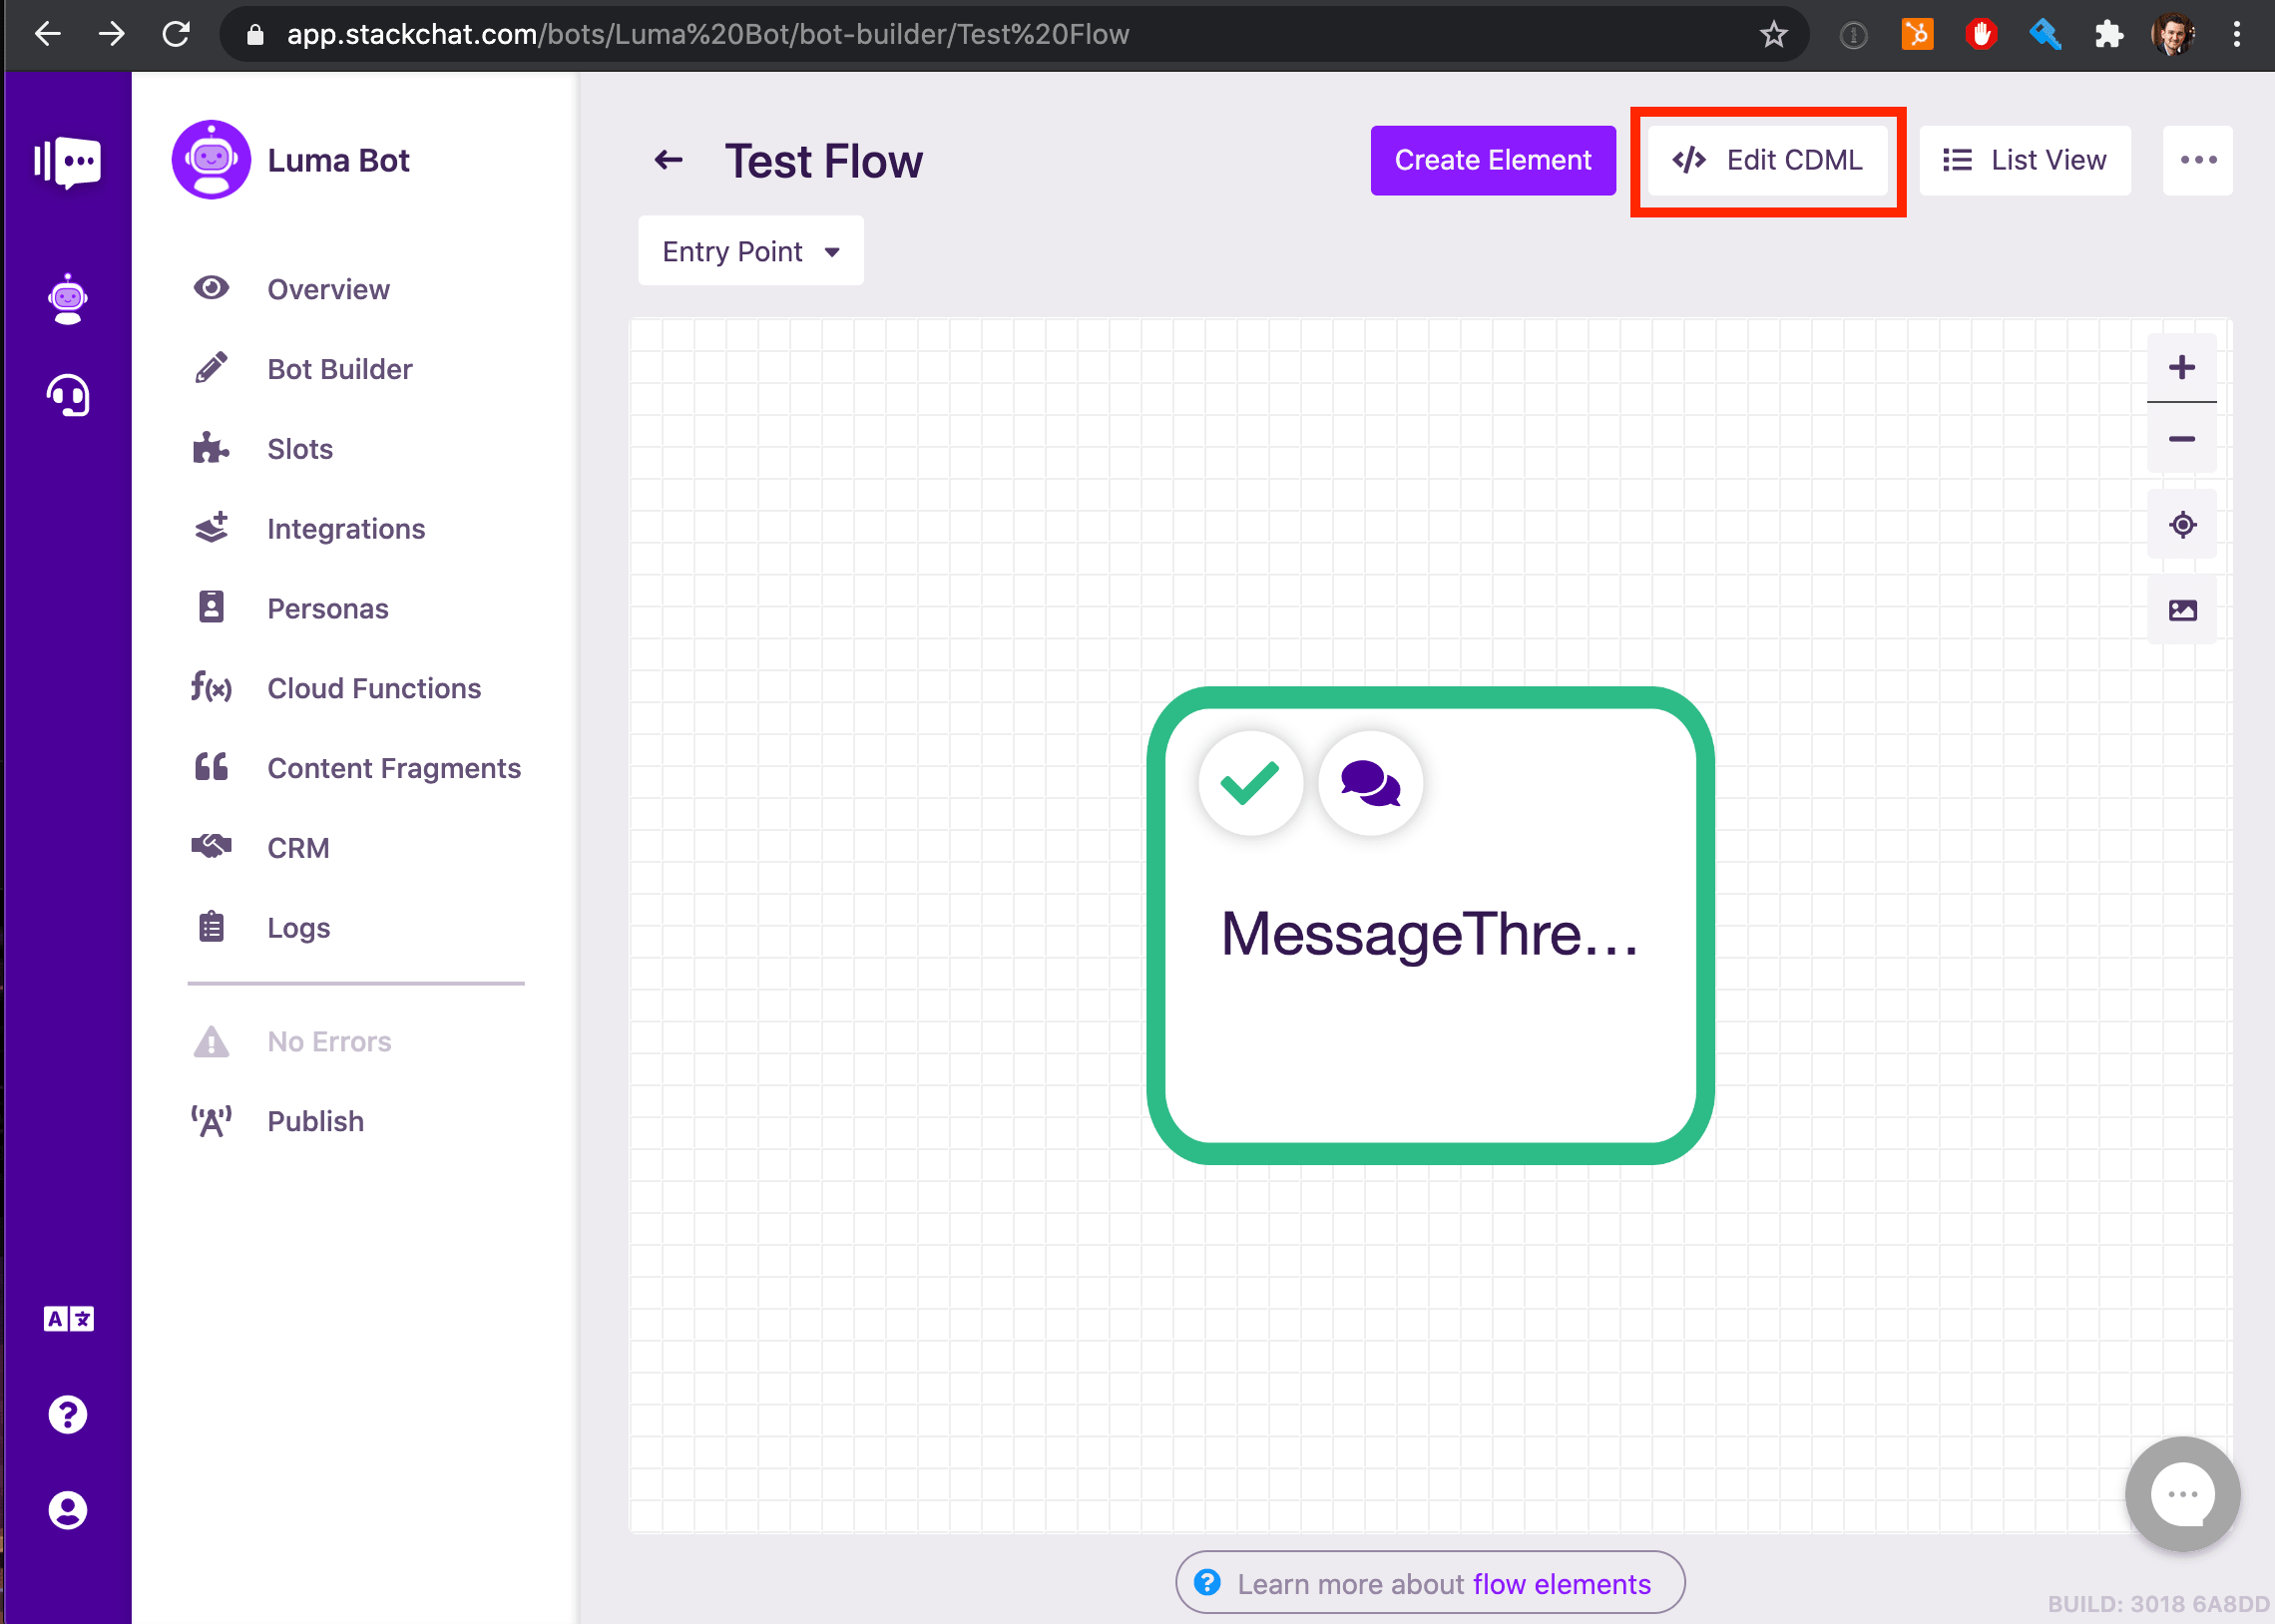 app.stackchat.com/bots/Luma%20Bot/bot-builder/Test%20Flow
Luma Bot
Overview
Bot Builder
Slots
Integrations
Personas
f(x) Cloud Functions
Content Fragments
CRM
Logs
No Errors
Publish
A文
Test Flow
Create Element
</> Edit CDML
List View
Entry Point
MessageThre...
? Learn more about flow elements
BUILD: 3018 6A8DD